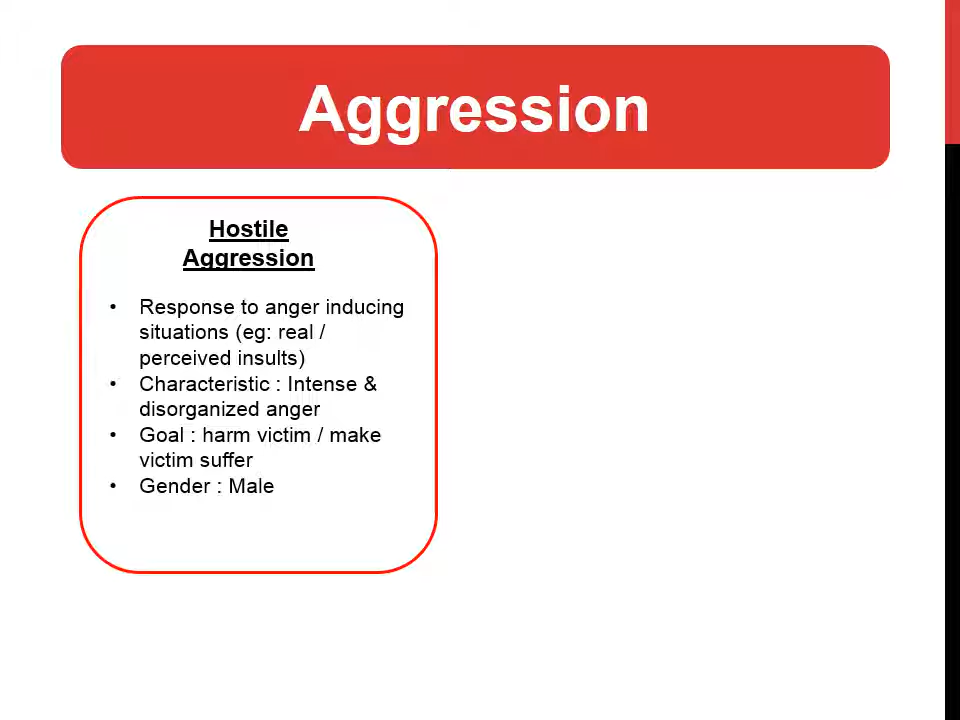 Aggression
Hostile
Aggression
• Response to anger inducing
situations (eg: real /
perceived insults)
• Characteristic : Intense &
disorganized anger
• Goal : harm victim / make
victim suffer
• Gender : Male